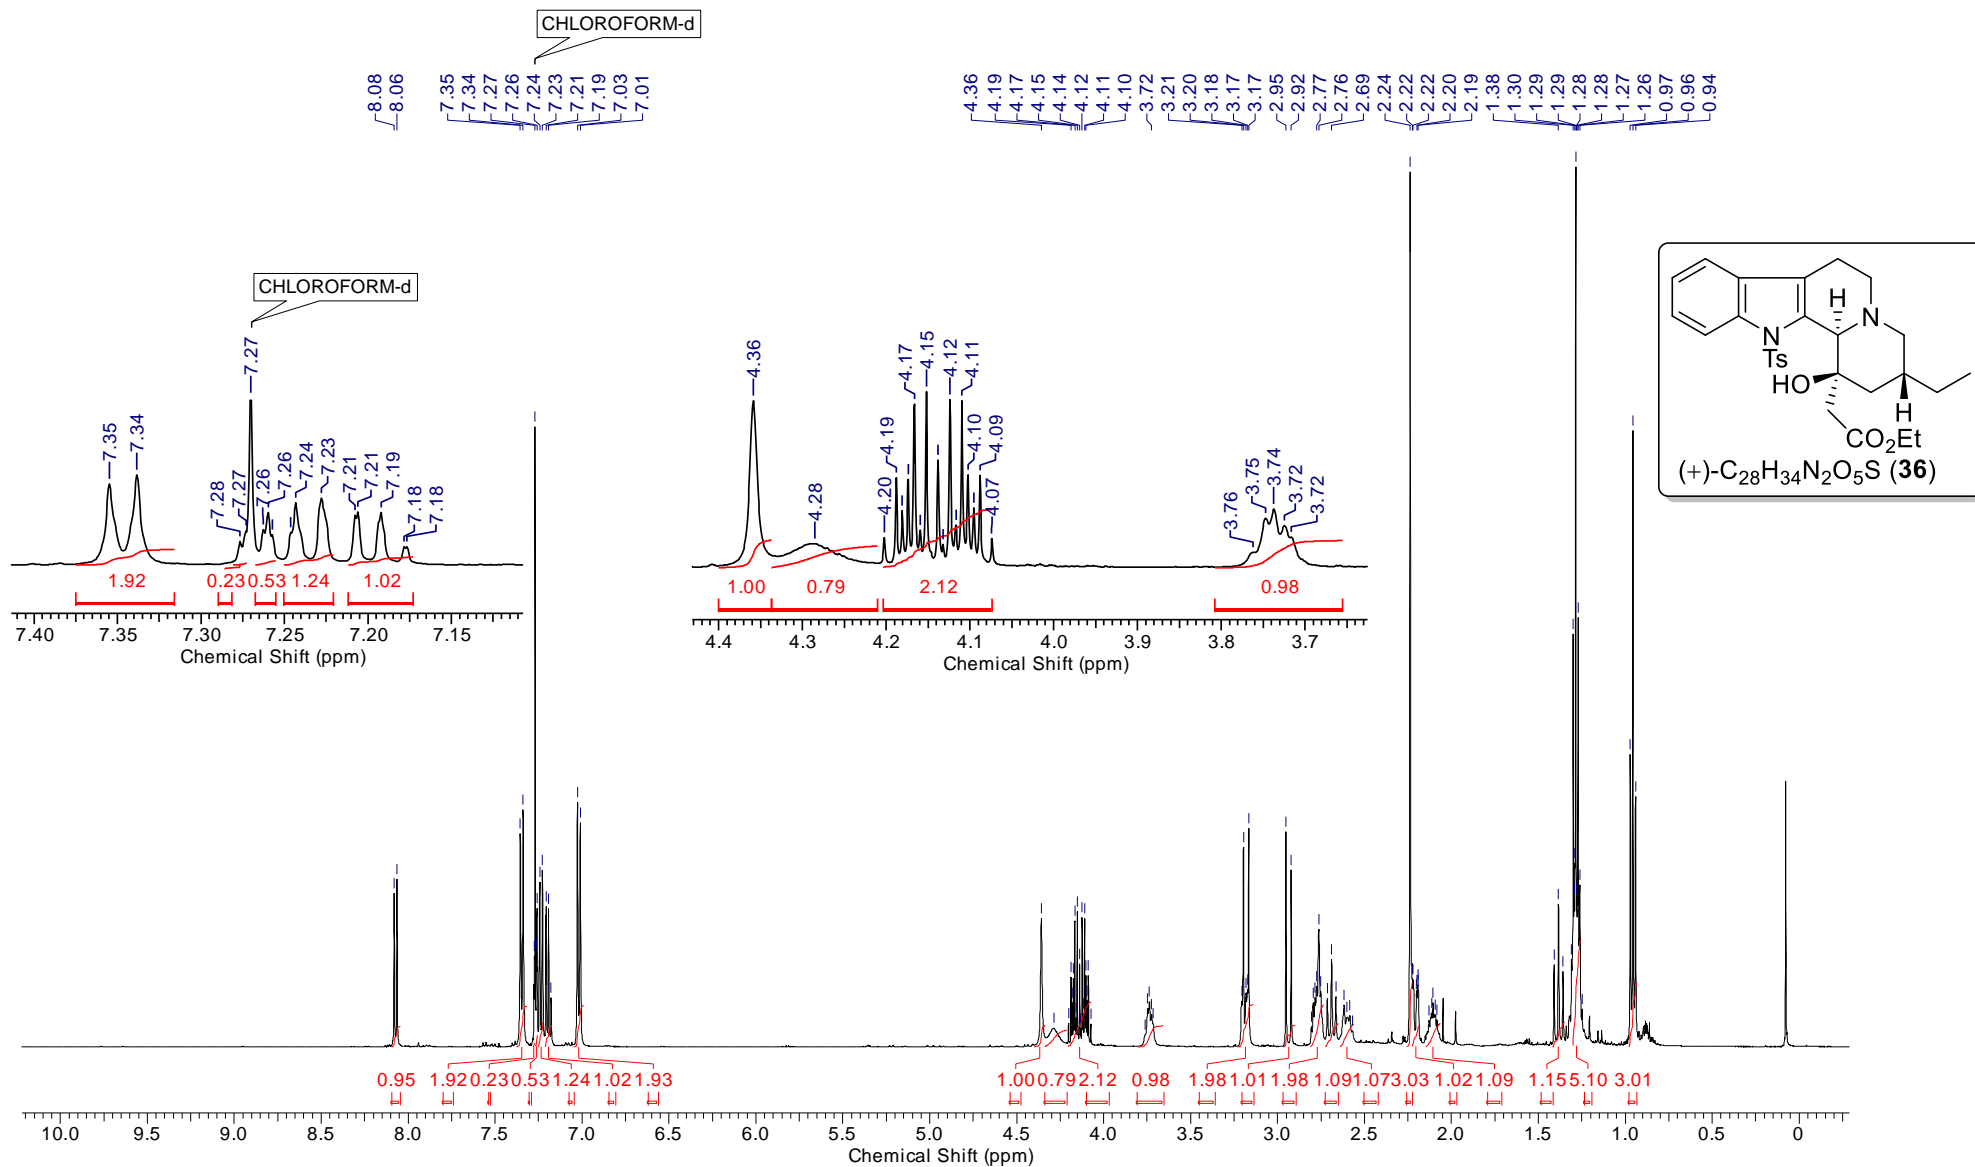 CHLOROFORM-d
8.08 8.06 7.35 7.34 7.27 7.26 7.24 7.23 7.21 7.19 7.03 7.01
4.36 4.19 4.17 4.15 4.14 4.12 4.11 4.10 3.72 3.21 3.20 3.18 3.17 3.17 2.95 2.92 2.77 2.76 2.69 2.24 2.22 2.22 2.20 2.19 1.38 1.30 1.29 1.29 1.28 1.28 1.27 1.26 0.97 0.96 0.94
CHLOROFORM-d
7.35 7.34 7.28 7.27 7.27 7.26 7.26 7.24 7.23 7.21 7.21 7.19 7.18 7.18
1.92 0.23 0.53 1.24 1.02
7.40 7.35 7.30 7.25 7.20 7.15
Chemical Shift (ppm)
4.36 4.28 4.20 4.19 4.17 4.15 4.12 4.11 4.10 4.09 4.07 3.76 3.75 3.74 3.72 3.72
1.00 0.79 2.12 0.98
4.4 4.3 4.2 4.1 4.0 3.9 3.8 3.7
Chemical Shift (ppm)
H
N
N
Ts
HO
H
CO2Et
(+)-C28H34N2O5S (36)
0.95 1.92 0.23 0.53 1.24 1.02 1.93 1.00 0.79 2.12 0.98 1.98 1.01 1.98 1.09 1.07 3.03 1.02 1.09 1.15 5.10 3.01
10.0 9.5 9.0 8.5 8.0 7.5 7.0 6.5 6.0 5.5 5.0 4.5 4.0 3.5 3.0 2.5 2.0 1.5 1.0 0.5 0
Chemical Shift (ppm)